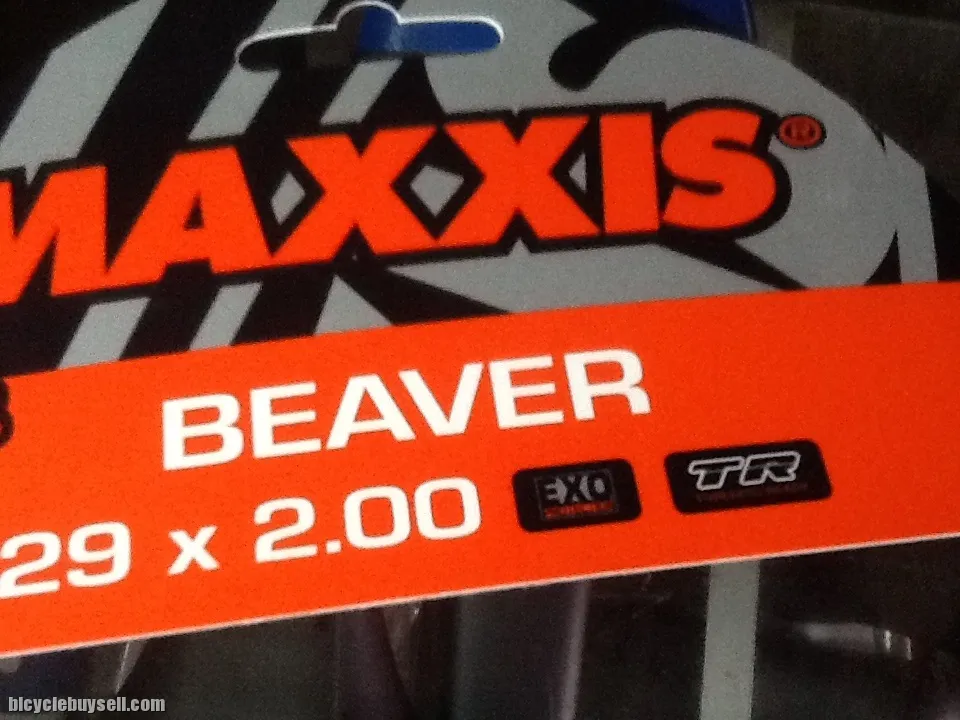 MAXXIS®
BEAVER
29 x 2.00 EXO TR
bicyclebuysell.com